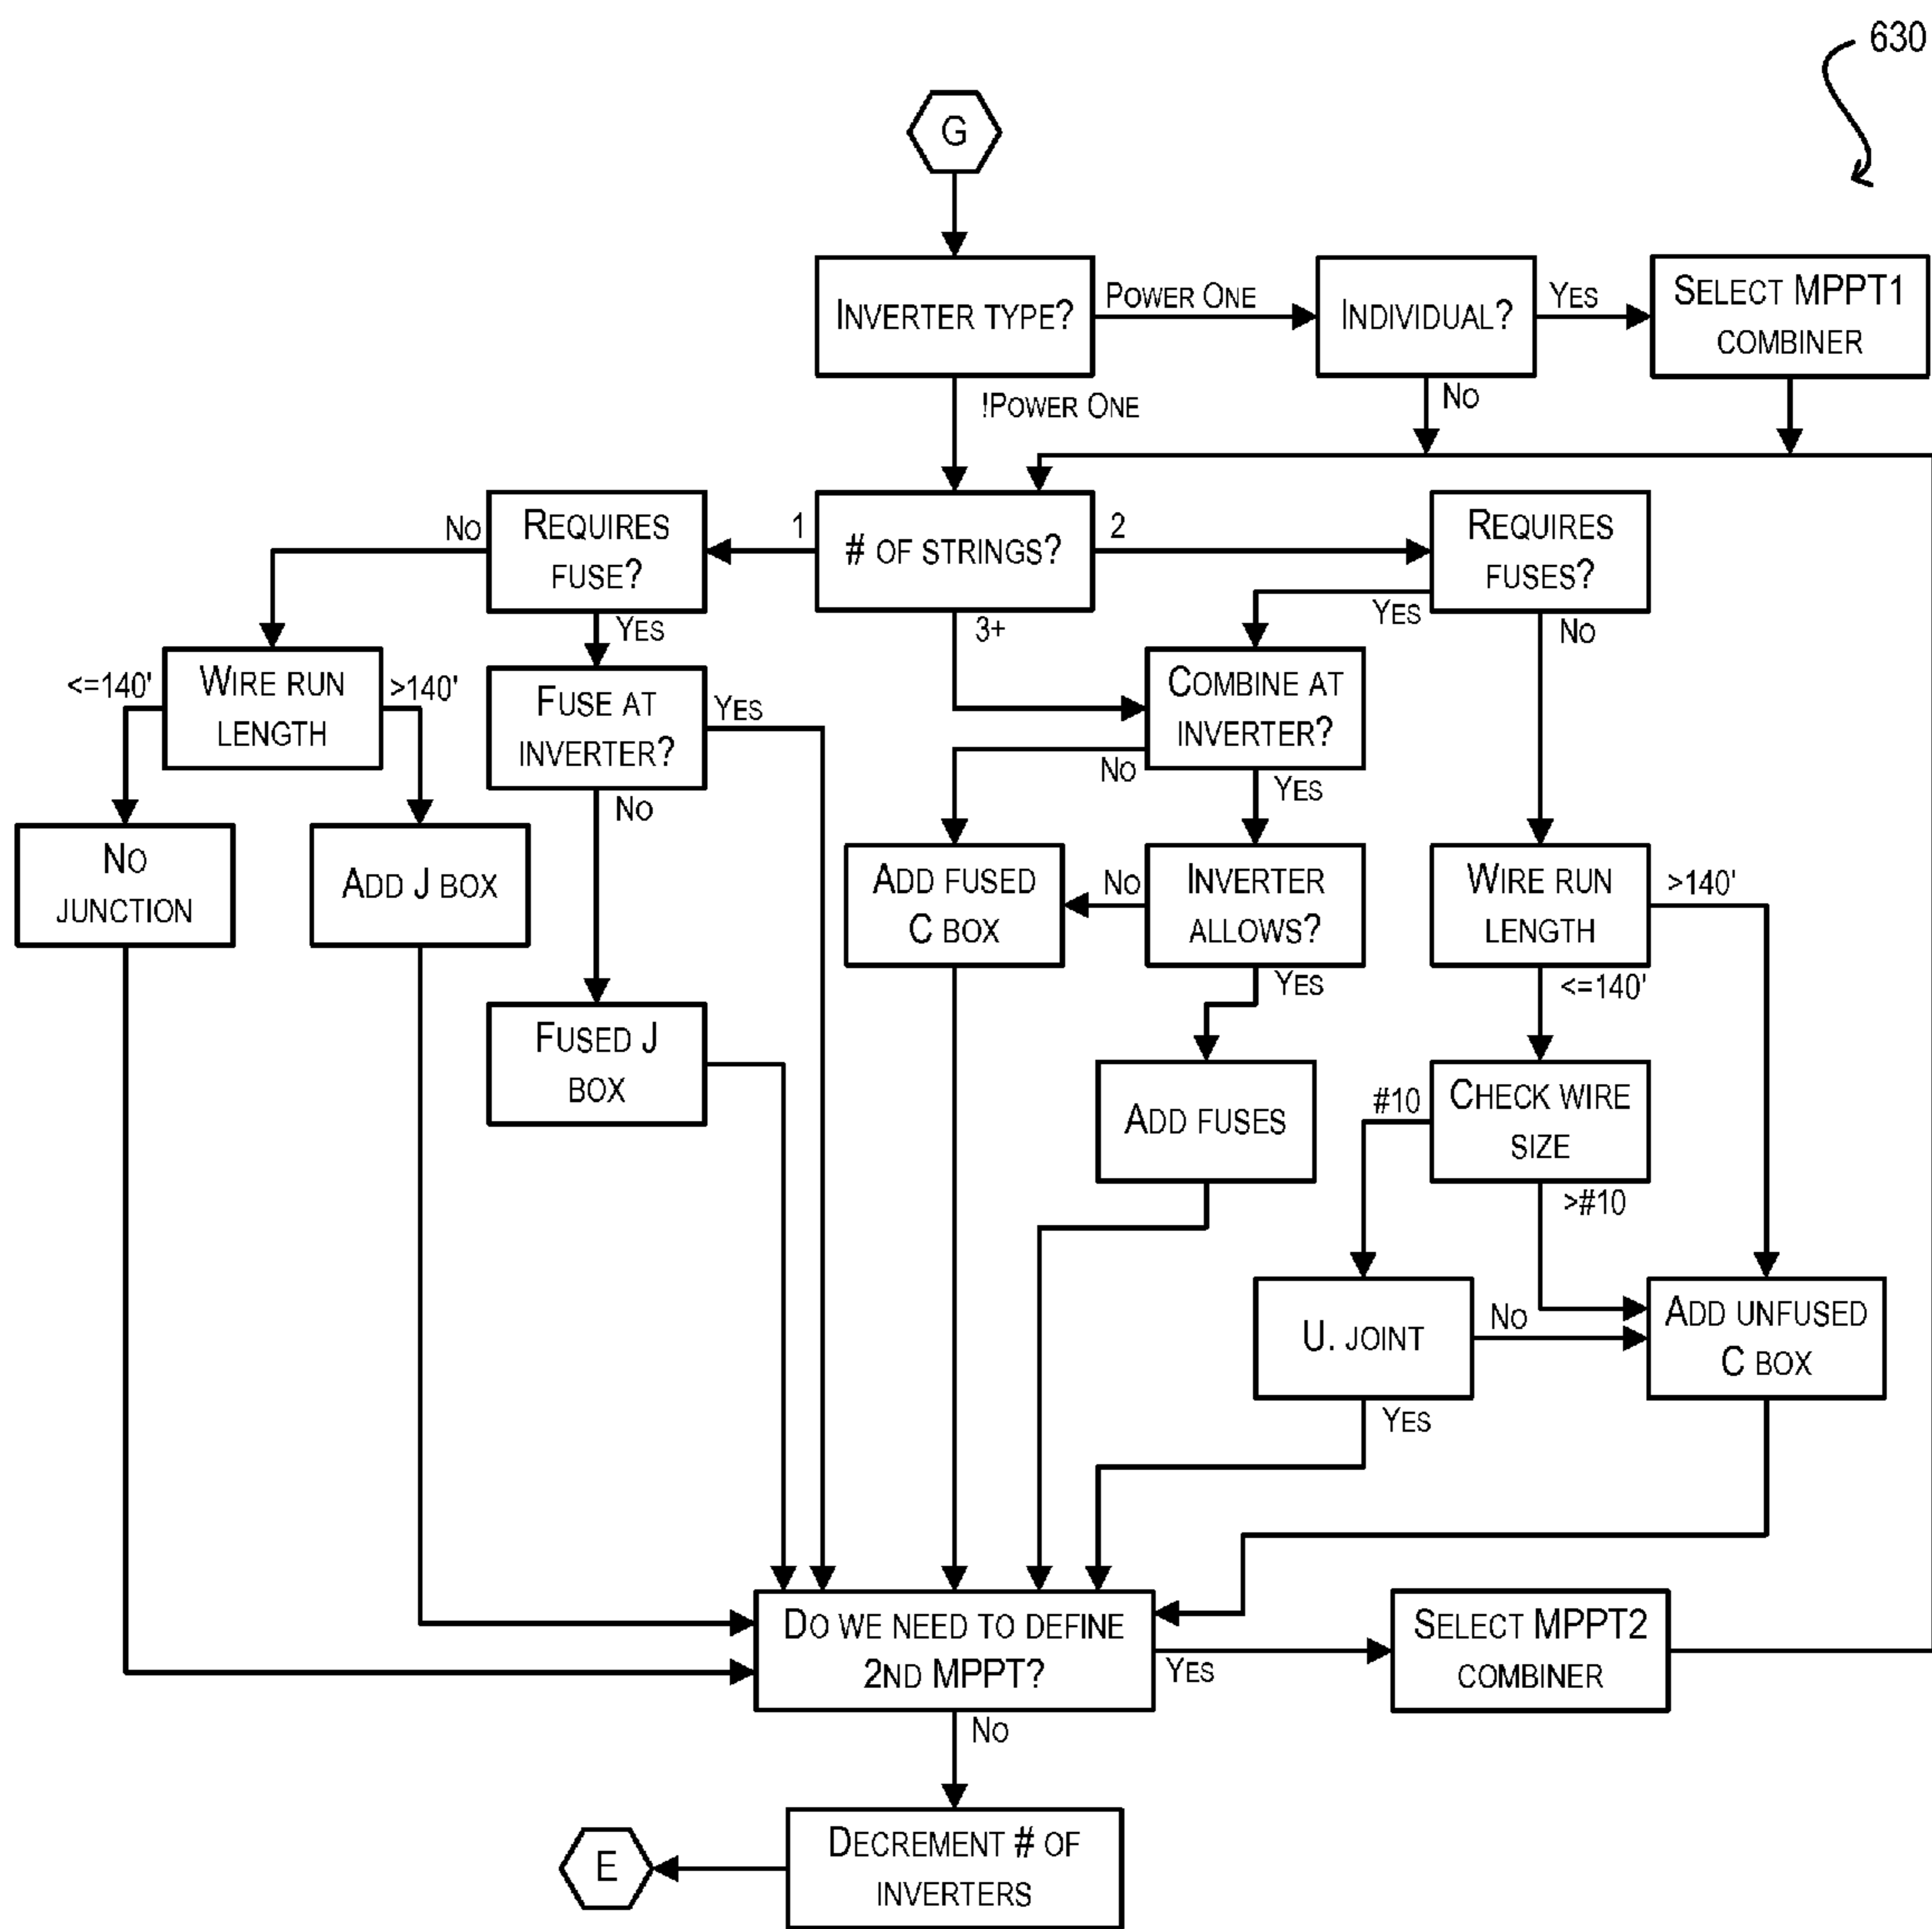 630
G
INVERTER TYPE?
POWER ONE
INDIVIDUAL?
YES
SELECT MPPT1
COMBINER
!POWER ONE
NO
NO
REQUIRES
FUSE?
1
# OF STRINGS?
2
REQUIRES
FUSES?
YES
3+
YES
NO
<=140'
WIRE RUN
LENGTH
>140'
FUSE AT
INVERTER?
YES
COMBINE AT
INVERTER?
NO
YES
NO
NO
JUNCTION
ADD J BOX
ADD FUSED
C BOX
NO
INVERTER
ALLOWS?
WIRE RUN
LENGTH
>140'
YES
<=140'
FUSED J
BOX
ADD FUSES
#10
CHECK WIRE
SIZE
>#10
U. JOINT
NO
ADD UNFUSED
C BOX
YES
DO WE NEED TO DEFINE
2ND MPPT?
YES
SELECT MPPT2
COMBINER
NO
E
DECREMENT # OF
INVERTERS